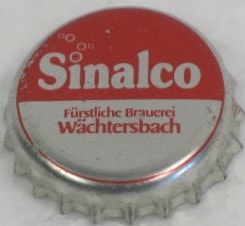 Sinalco
Fürstliche Brauerei
Wächtersbach